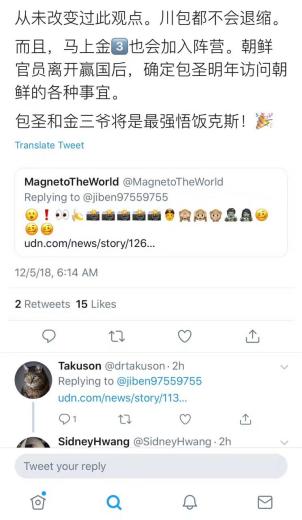 从未改变过此观点。川包都不会退缩。
而且，马上金3️⃣也会加入阵营。朝鲜
官员离开赢国后，确定包圣明年访问朝
鲜的各种事宜。
包圣和金三爷将是最强悟饭克斯！🎉
Translate Tweet
MagnetoTheWorld @MagnetoTheWorld
Replying to @jiben97559755
udn.com/news/story/126...
12/5/18, 6:14 AM
2 Retweets 15 Likes
Takuson @drtakuson · 2h
Replying to @jiben97559755
udn.com/news/story/113...
1
SidneyHwang @SidneyHwang · 2h
Tweet your reply